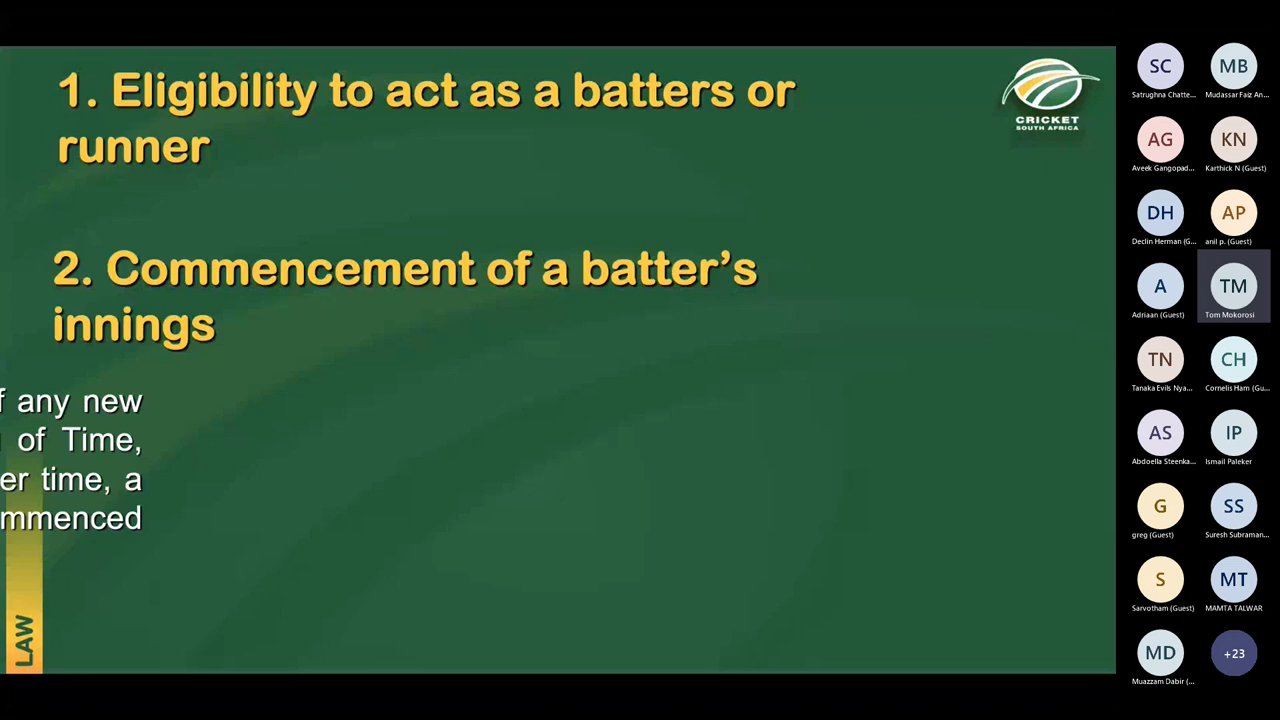 1. Eligibility to act as a batters or
runner
CRICKET
SOUTH AFRICA
2. Commencement of a batter’s
innings
any new
of Time,
time, a
LAW
SC
Satrughna Chatte...
MB
Mudassar Faiz An...
AG
Aveek Gangopad...
KN
Karthick N (Guest)
DH
Declin Herman (G...
AP
anil p. (Guest)
A
Adriaan (Guest)
TM
Tom Mokorosi
TN
Tanaka Evils Nya...
CH
Cornelis Ham (Gu...
AS
Abdoella Steenka...
IP
Ismail Paleker
G
greg (Guest)
SS
Suresh Subraman...
S
Sarvotham (Guest)
MT
MAMTA TALWAR
MD
Muazzam Dabir (...
+23